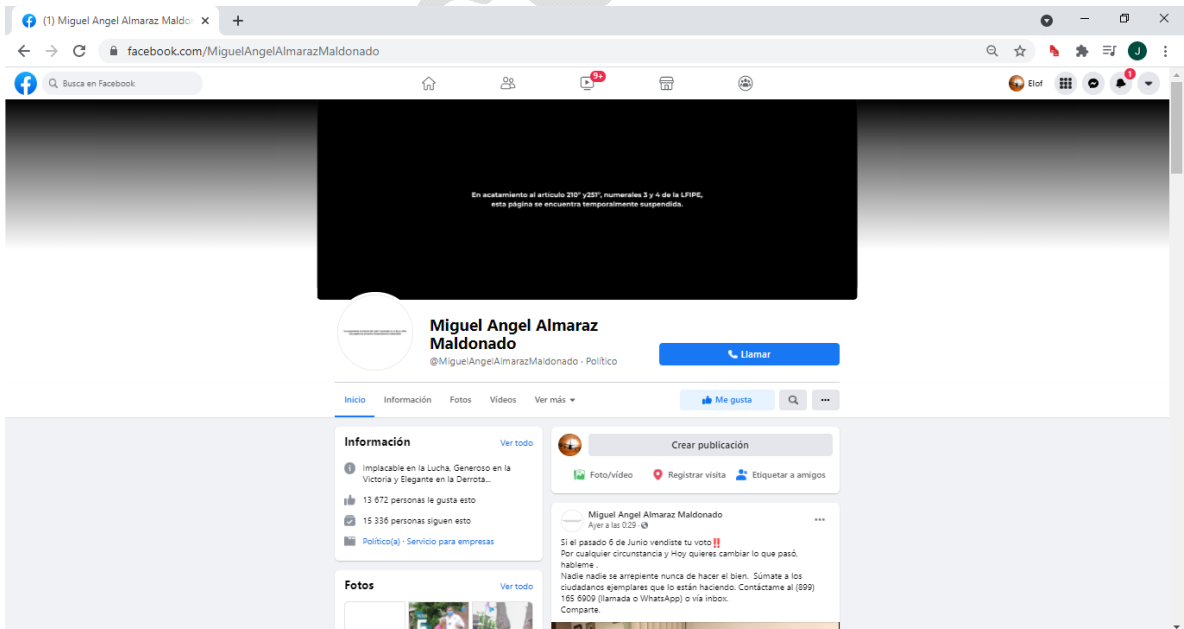 (1) Miguel Angel Almaraz Maldon
facebook.com/MiguelAngelAlmarazMaldonado
J
Busca en Facebook
9+
Elof
1
En acatamiento al artículo 210° y251°, numerales 3 y 4 de la LFIPE,
esta página se encuentra temporalmente suspendida.
Miguel Angel Almaraz
Maldonado
@MiguelAngelAlmarazMaldonado · Político
Llamar
Inicio Información Fotos Vídeos Ver más
Me gusta
Información Ver todo
Implacable en la Lucha, Generoso en la
Victoria y Elegante en la Derrota...
13 672 personas le gusta esto
15 336 personas siguen esto
Político(a) · Servicio para empresas
Fotos Ver todo
Crear publicación
Foto/vídeo Registrar visita Etiquetar a amigos
Miguel Angel Almaraz Maldonado
Ayer a las 0:29 ·
Si el pasado 6 de Junio vendiste tu voto‼
Por cualquier circunstancia y Hoy quieres cambiar lo que pasó,
hableme .
Nadie nadie se arrepiente nunca de hacer el bien. Súmate a los
ciudadanos ejemplares que lo están haciendo. Contáctame al (899)
165 6909 (llamada o WhatsApp) o vía inbox.
Comparte.